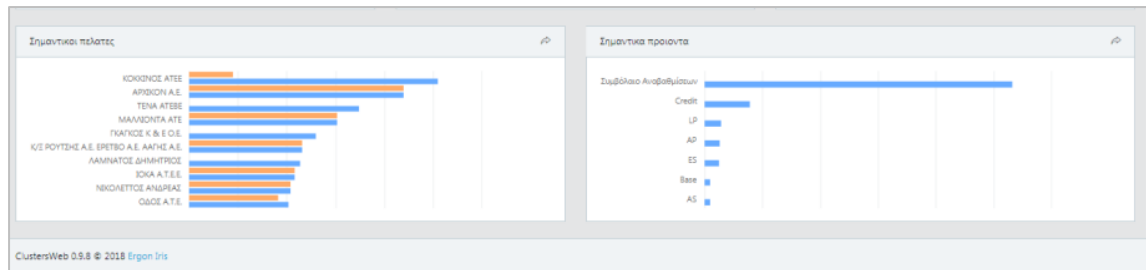 Σημαντικοι πελατες
ΚΟΚΚΙΝΟΣ ΑΤΕΕ
ΑΡΧΙΚΟΝ Α.Ε.
ΤΕΝΑ ΑΤΕΒΕ
ΜΑΛΛΙΟΝΤΑ ΑΤΕ
ΓΚΑΓΚΟΣ Κ & Ε Ο.Ε.
Κ/Ξ ΡΟΥΤΣΗΣ Α.Ε. ΕΡΕΤΒΟ Α.Ε. ΑΑΓΗΣ Α.Ε.
ΛΑΜΝΑΤΟΣ ΔΗΜΗΤΡΙΟΣ
ΙΟΚΑ Α.Τ.Ε.Ε.
ΝΙΚΟΛΕΤΤΟΣ ΑΝΔΡΕΑΣ
ΟΔΟΣ Α.Τ.Ε.
Σημαντικα προιοντα
Συμβόλαιο Αναβαθμίσεων
Credit
LP
AP
ES
Base
AS
ClustersWeb 0.9.8 © 2018 Ergon Iris